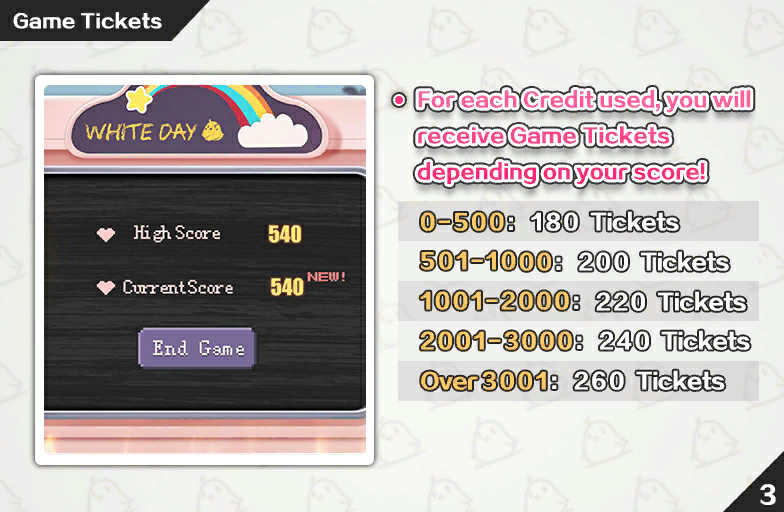 Game Tickets
WHITE DAY
High Score 540
Current Score 540 NEW!
End Game
For each Credit used, you will
receive Game Tickets
depending on your score!
0-500: 180 Tickets
501-1000: 200 Tickets
1001-2000: 220 Tickets
2001-3000: 240 Tickets
Over 3001: 260 Tickets
3